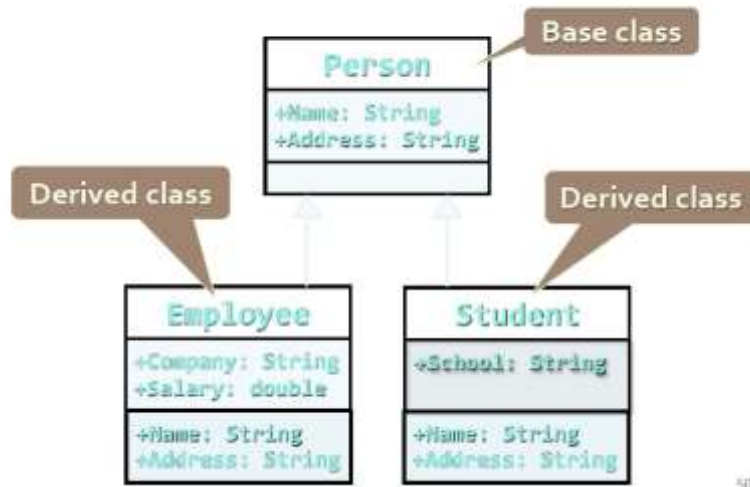 Base class
Person
+Name: String
+Address: String
Derived class
Derived class
Employee
+Company: String
+Salary: double
+Name: String
+Address: String
Student
+School: String
+Name: String
+Address: String